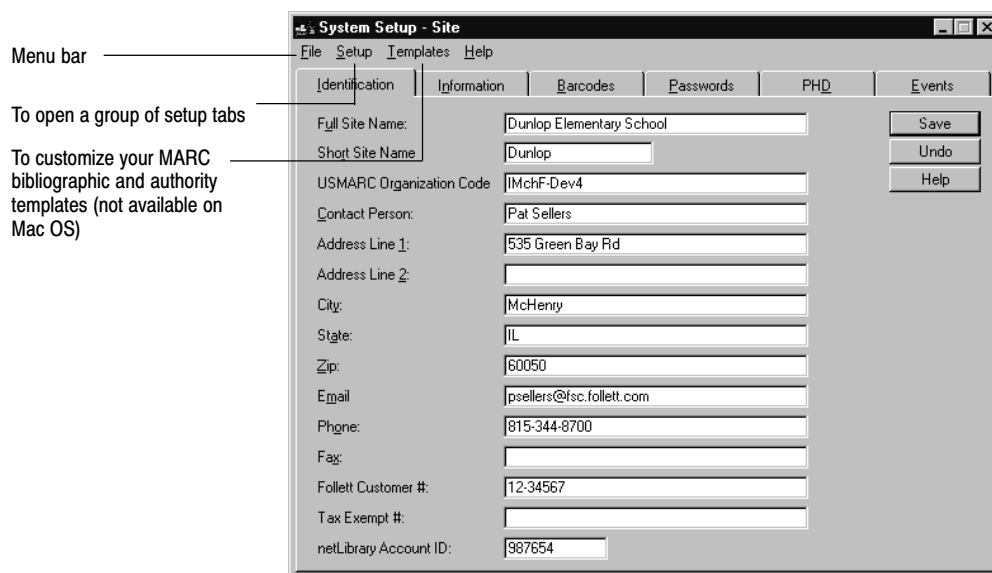 System Setup - Site
Menu bar
File Setup Templates Help
Identification Information Barcodes Passwords PHD Events
To open a group of setup tabs
To customize your MARC
bibliographic and authority
templates (not available on
Mac OS)
Full Site Name: Dunlop Elementary School
Short Site Name Dunlop
USMARC Organization Code IMchF-Dev4
Contact Person: Pat Sellers
Address Line 1: 535 Green Bay Rd
Address Line 2:
City: McHenry
State: IL
Zip: 60050
Email psellers@fsc.follett.com
Phone: 815-344-8700
Fax:
Follett Customer #: 12-34567
Tax Exempt #:
netLibrary Account ID: 987654
Save
Undo
Help